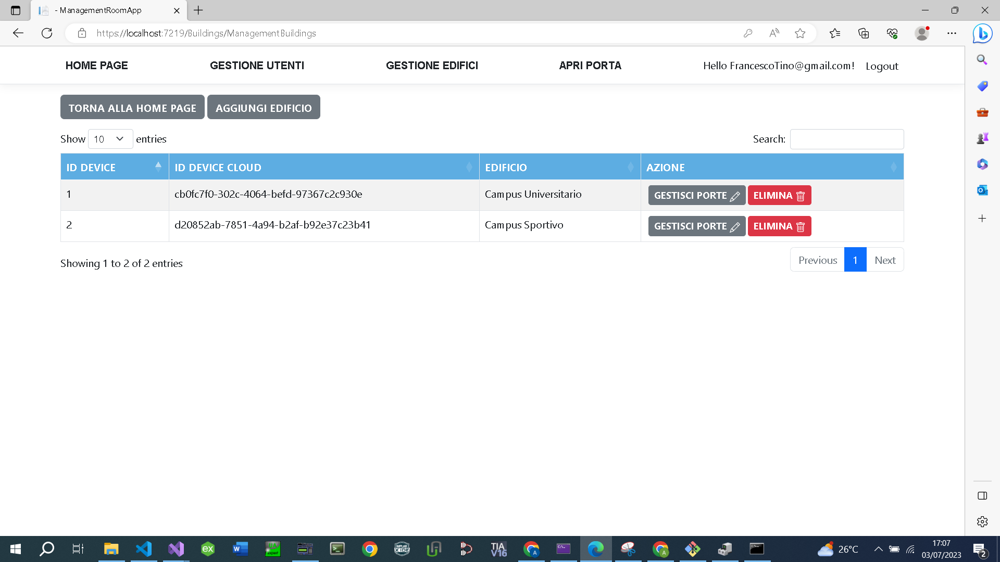 - ManagementRoomApp
https://localhost:7219/Buildings/ManagementBuildings
HOME PAGE GESTIONE UTENTI GESTIONE EDIFICI APRI PORTA Hello FrancescoTino@gmail.com! Logout
TORNA ALLA HOME PAGE AGGIUNGI EDIFICIO
Show 10 entries Search:
ID DEVICE ID DEVICE CLOUD EDIFICIO AZIONE
1 cb0fc7f0-302c-4064-befd-97367c2c930e Campus Universitario GESTISCI PORTE ELIMINA
2 d20852ab-7851-4a94-b2af-b92e37c23b41 Campus Sportivo GESTISCI PORTE ELIMINA
Showing 1 to 2 of 2 entries Previous 1 Next
26°C 17:07
03/07/2023 2